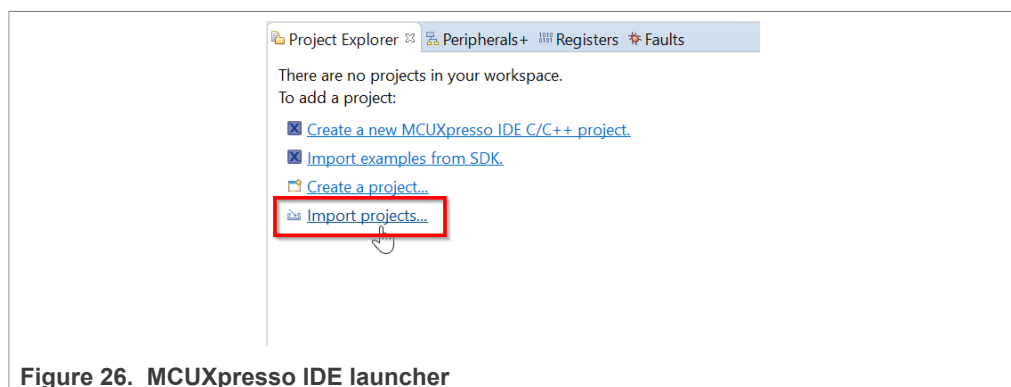 Project Explorer Peripherals+ Registers Faults
There are no projects in your workspace.
To add a project:
Create a new MCUXpresso IDE C/C++ project.
Import examples from SDK.
Create a project...
Import projects...
Figure 26. MCUXpresso IDE launcher